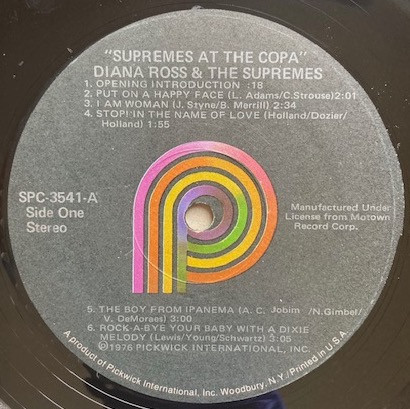 "SUPREMES AT THE COPA"
DIANA ROSS & THE SUPREMES
1. OPENING INTRODUCTION :18
2. PUT ON A HAPPY FACE (L. Adams/C.Strouse)2:01
3. I AM WOMAN (J. Styne/B. Merrill) 2:34
4. STOP! IN THE NAME OF LOVE (Holland/Dozier/
Holland) 1:55
SPC-3541-A
Side One
Stereo
Manufactured Under
License from Motown
Record Corp.
5. THE BOY FROM IPANEMA (A. C. Jobim /N.Gimbel/
V. DeMoraes) 3:00
6. ROCK-A-BYE YOUR BABY WITH A DIXIE
MELODY (Lewis/Young/Schwartz) 3:05
Ⓟ1976 PICKWICK INTERNATIONAL, INC.
A product of Pickwick International, Inc. Woodbury, N.Y./Printed in U.S.A.